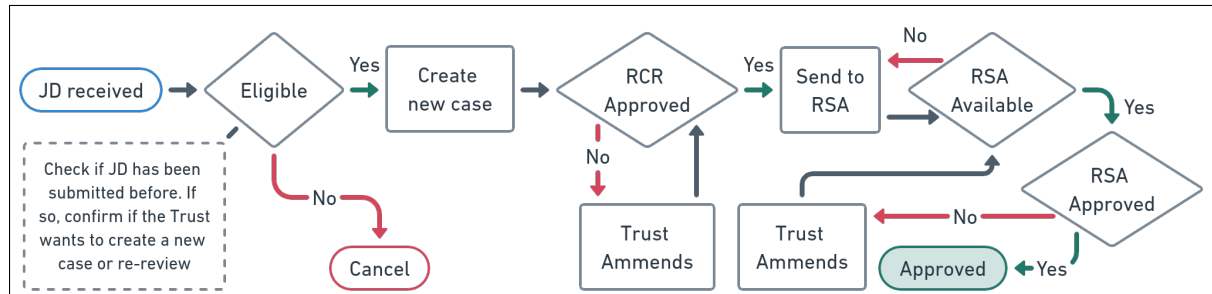 JD received
Eligible
Yes
Create
new case
RCR
Approved
Yes
Send to
RSA
No
RSA
Available
Yes
Check if JD has been
submitted before. If
so, confirm if the Trust
wants to create a new
case or re-review
No
Cancel
No
Trust
Ammends
Trust
Ammends
No
RSA
Approved
Yes
Approved